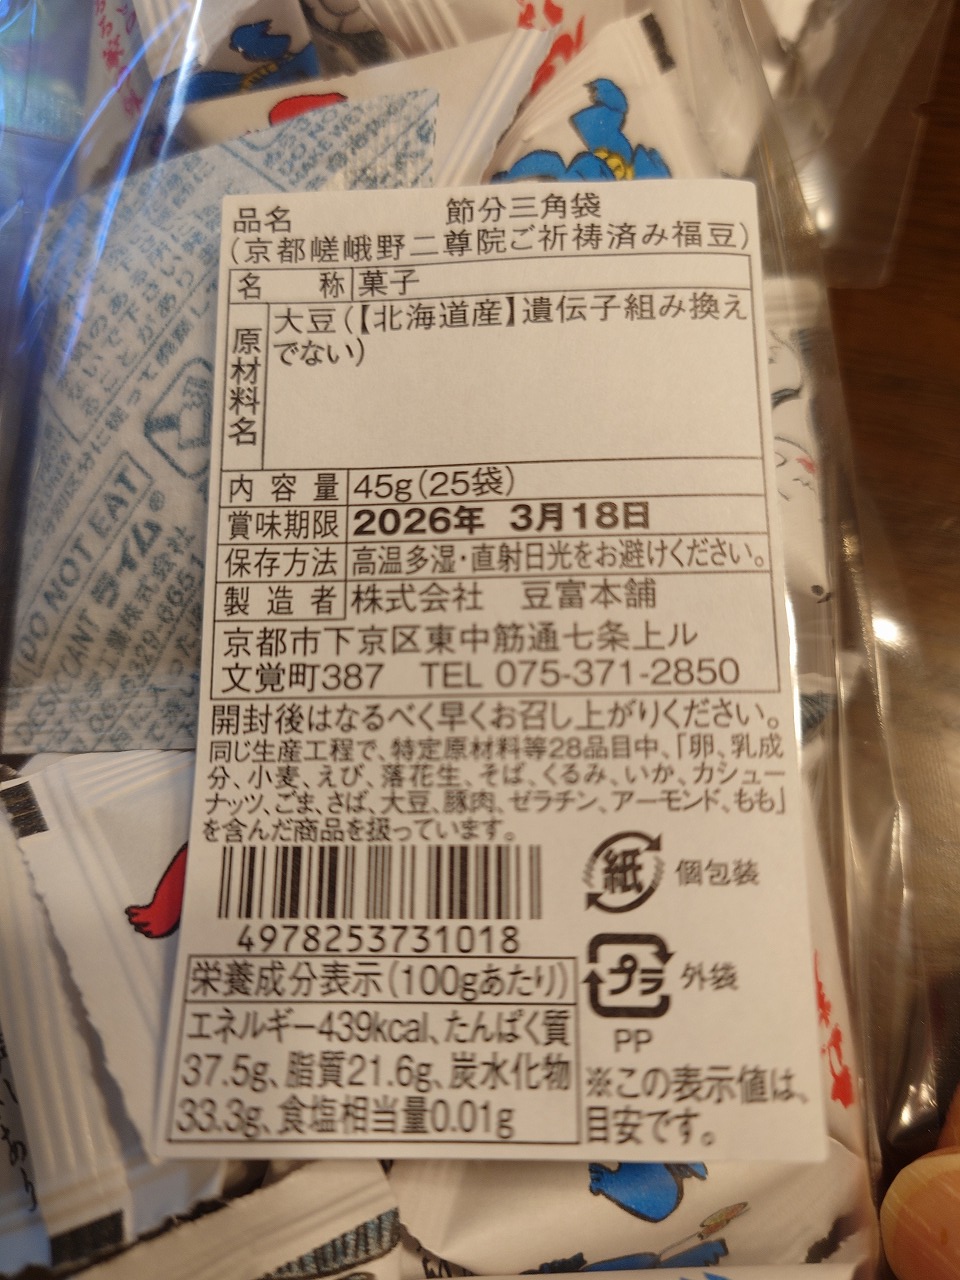 品名 節分三角袋
(京都嵯峨野二尊院ご祈祷済み福豆)
名 称 菓子
原材料名 大豆(【北海道産】遺伝子組み換え
でない)
内容量 45g(25袋)
賞味期限 2026年 3月18日
保存方法 高温多湿・直射日光をお避けください。
製造者 株式会社 豆富本舗
京都市下京区東中筋通七条上ル
文覚町387 TEL 075-371-2850
開封後はなるべく早くお召し上がりください。
同じ生産工程で、特定原材料等28品目中、「卵、乳成
分、小麦、えび、落花生、そば、くるみ、いか、カシュー
ナッツ、ごま、さば、大豆、豚肉、ゼラチン、アーモンド、もも」
を含んだ商品を扱っています。
4978253731018
紙 個包装
プラ 外袋
PP
栄養成分表示(100gあたり)
エネルギー439kcal、たんぱく質
37.5g、脂質21.6g、炭水化物
33.3g、食塩相当量0.01g
※この表示値は、
目安です。
DO NOT EAT
DESICCANT ライム®